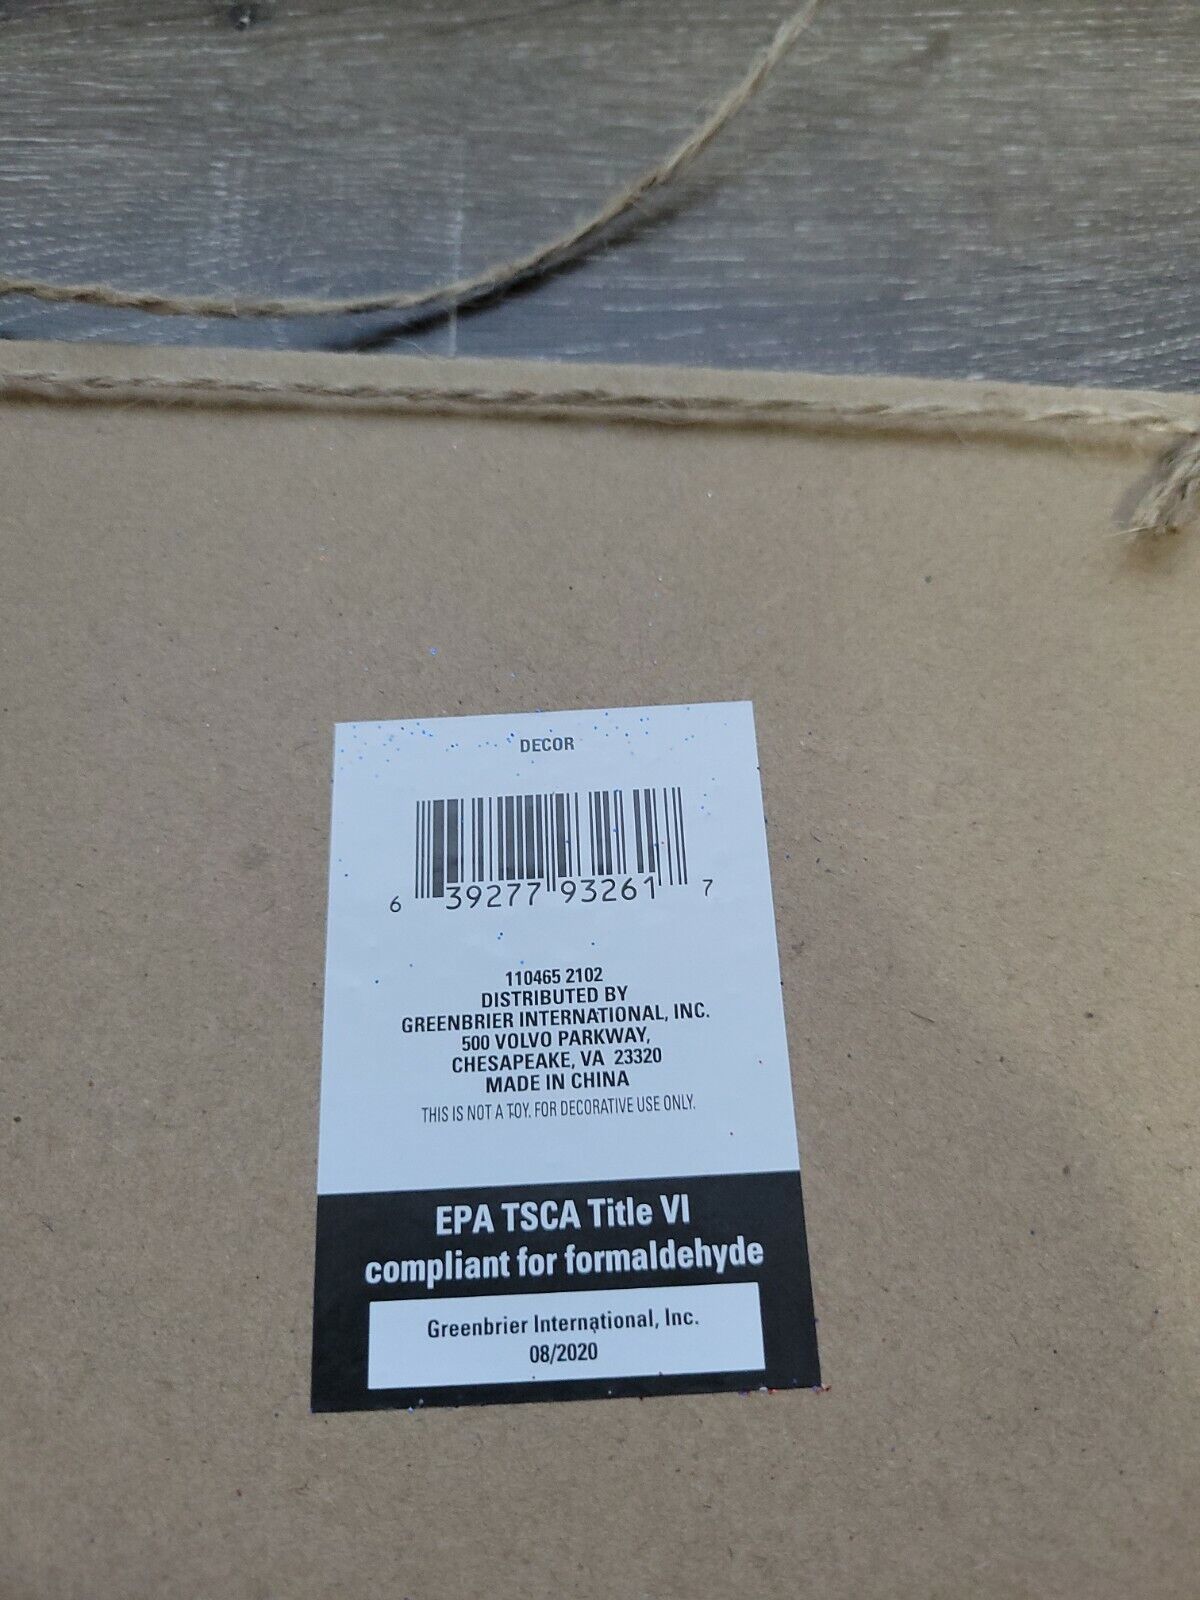 DECOR
6 39277 93261 7
110465 2102
DISTRIBUTED BY
GREENBRIER INTERNATIONAL, INC.
500 VOLVO PARKWAY,
CHESAPEAKE, VA 23320
MADE IN CHINA
THIS IS NOT A TOY. FOR DECORATIVE USE ONLY.
EPA TSCA Title VI
compliant for formaldehyde
Greenbrier International, Inc.
08/2020